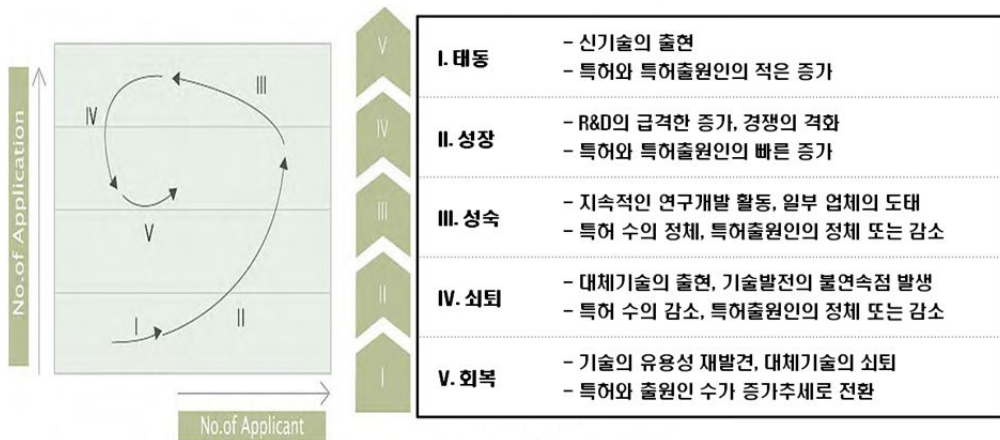 No.of Application
I
II
III
IV
V
No.of Applicant
V
IV
III
II
I
I. 태동
- 신기술의 출현
- 특허와 특허출원인의 적은 증가
II. 성장
- R&D의 급격한 증가, 경쟁의 격화
- 특허와 특허출원인의 빠른 증가
III. 성숙
- 지속적인 연구개발 활동, 일부 업체의 도태
- 특허 수의 정체, 특허출원인의 정체 또는 감소
IV. 쇠퇴
- 대체기술의 출현, 기술발전의 불연속점 발생
- 특허 수의 감소, 특허출원인의 정체 또는 감소
V. 회복
- 기술의 유용성 재발견, 대체기술의 쇠퇴
- 특허와 출원인 수가 증가추세로 전환